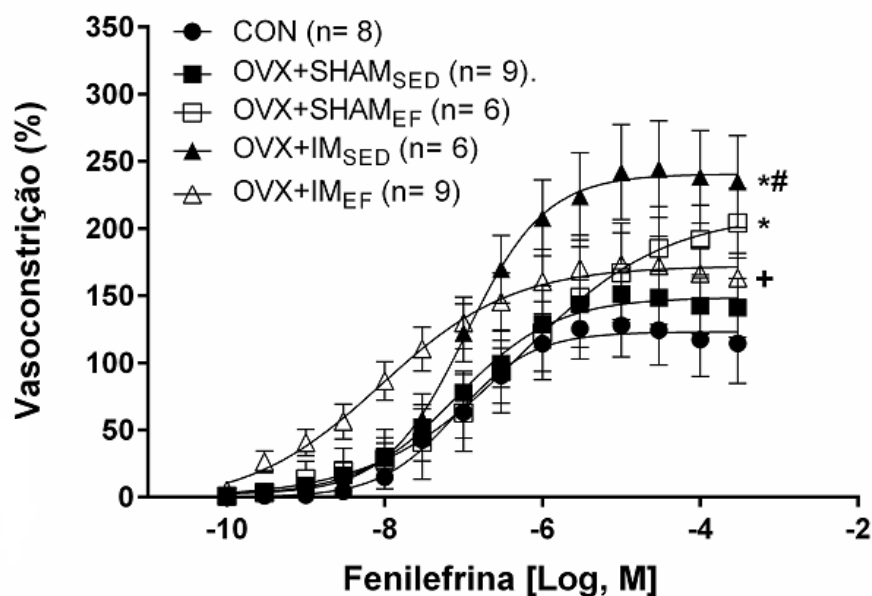 350
300
250
200
150
100
50
0
Vasoconstrição (%)
CON (n= 8)
OVX+SHAMSED (n= 9).
OVX+SHAMEF (n= 6)
OVX+IMSED (n= 6)
OVX+IMEF (n= 9)
*#
*
+
-10 -8 -6 -4 -2
Fenilefrina [Log, M]